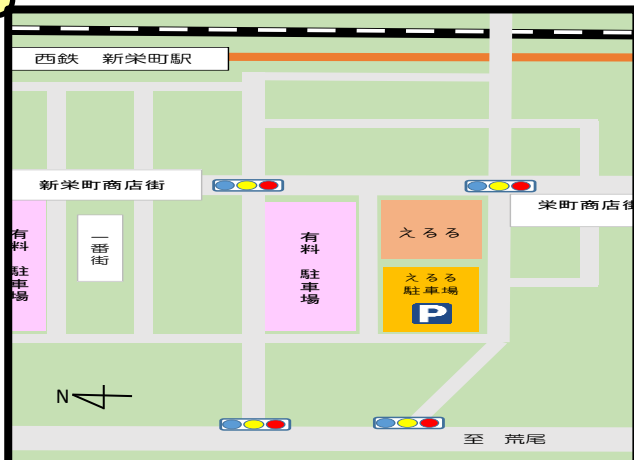 西鉄　新栄町駅
新栄町商店街
栄町商店街
有料　駐車場
一番街
有料　駐車場
えるる
えるる
駐車場
P
N
至　荒尾